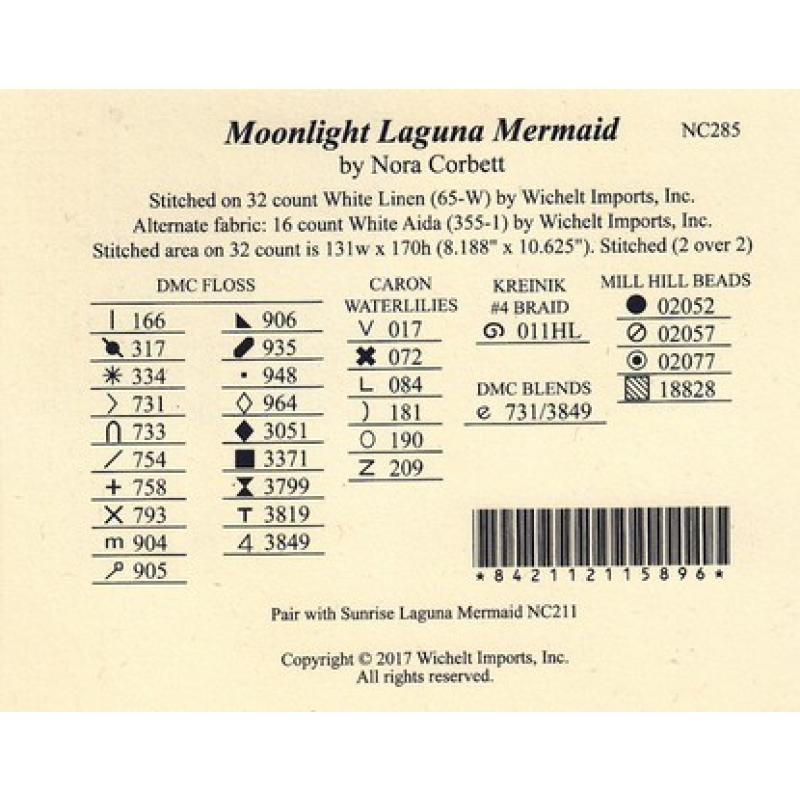 Moonlight Laguna Mermaid NC285
by Nora Corbett
Stitched on 32 count White Linen (65-W) by Wichelt Imports, Inc.
Alternate fabric: 16 count White Aida (355-1) by Wichelt Imports, Inc.
Stitched area on 32 count is 131w x 170h (8.188" x 10.625"). Stitched (2 over 2)
DMC FLOSS
166
317
334
731
733
754
758
793
m 904
905
906
935
948
964
3051
3371
3799
T 3819
4 3849
CARON
WATERLILIES
V 017
072
L 084
) 181
O 190
Z 209
KREINIK
#4 BRAID
011HL
DMC BLENDS
e 731/3849
MILL HILL BEADS
02052
02057
02077
18828
*842112115896*
Pair with Sunrise Laguna Mermaid NC211
Copyright © 2017 Wichelt Imports, Inc.
All rights reserved.